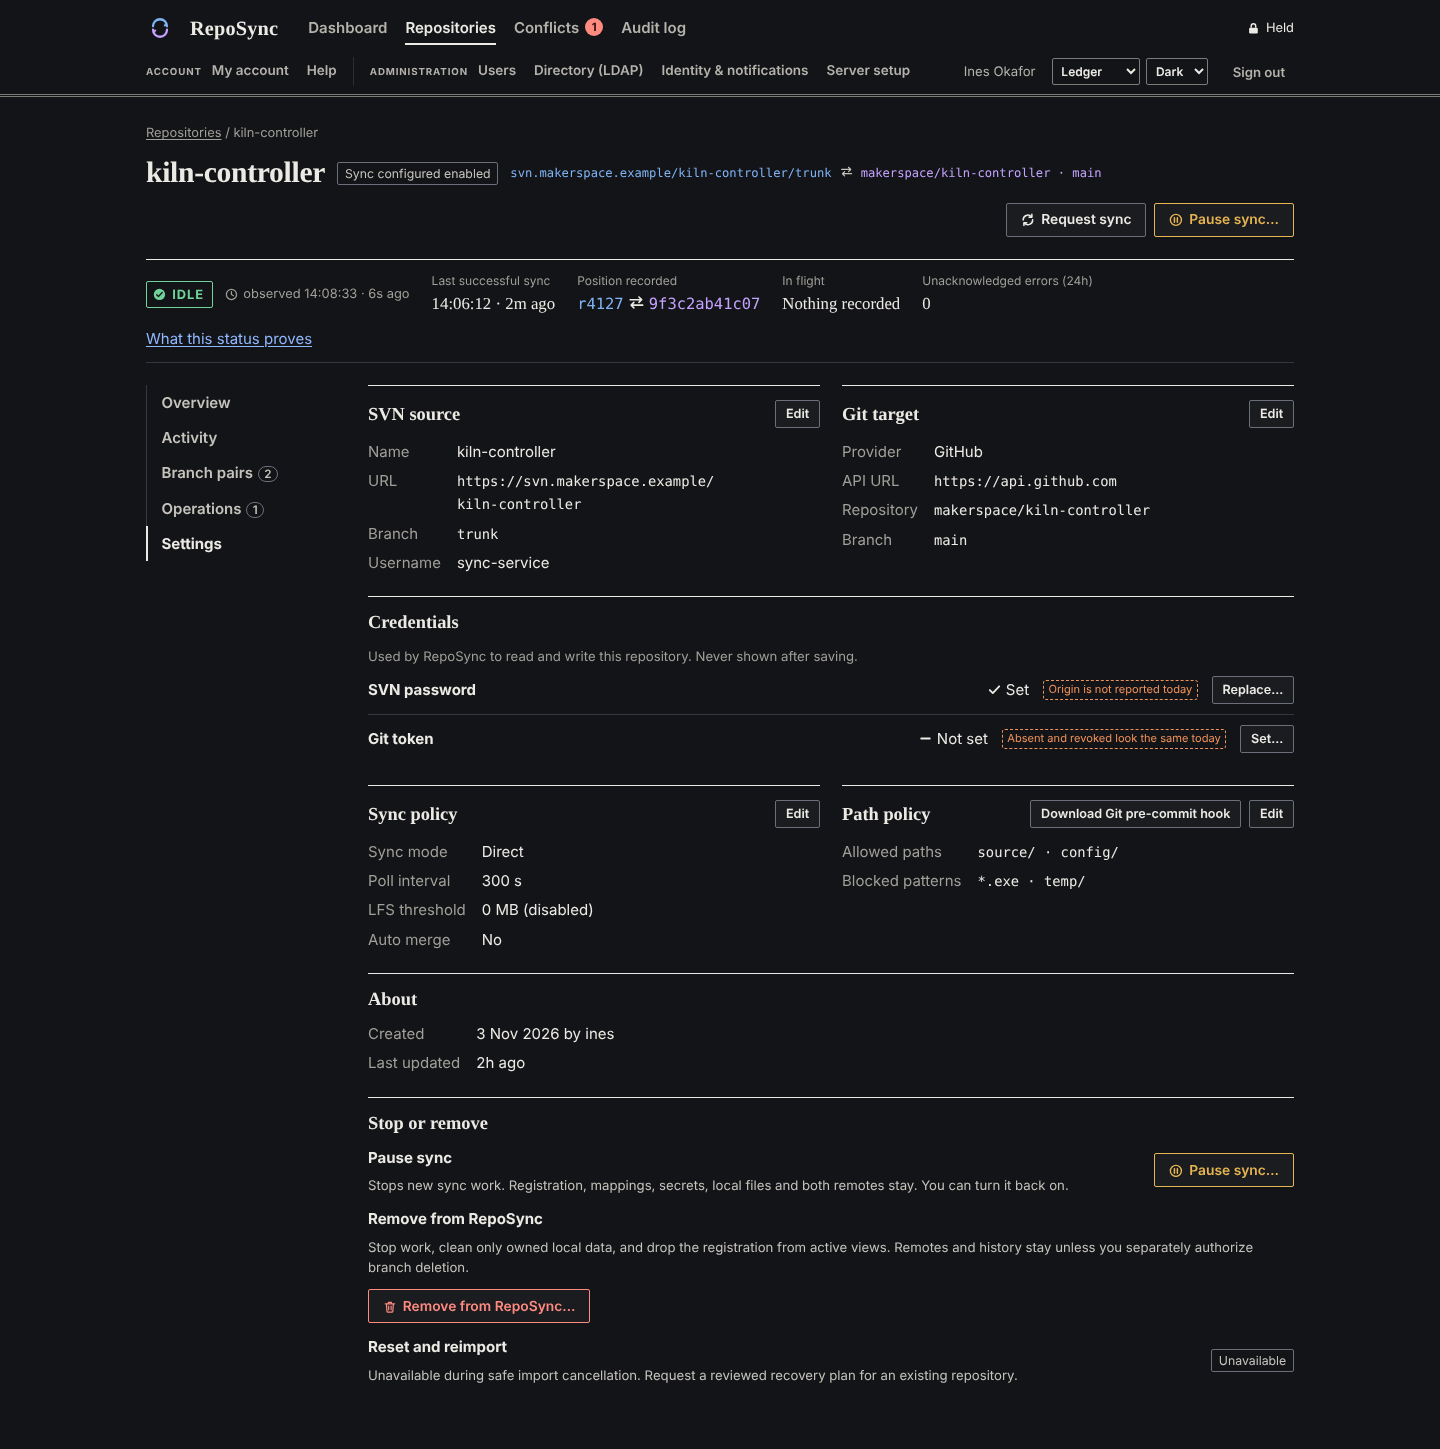 RepoSync
Dashboard
Repositories
Conflicts 1
Audit log
Held
ACCOUNT My account Help
ADMINISTRATION Users Directory (LDAP) Identity & notifications Server setup
Ines Okafor Ledger Dark Sign out
Repositories / kiln-controller
kiln-controller Sync configured enabled svn.makerspace.example/kiln-controller/trunk ⇄ makerspace/kiln-controller · main
Request sync Pause sync…
IDLE observed 14:08:33 · 6s ago
Last successful sync
14:06:12 · 2m ago
Position recorded
r4127 ⇄ 9f3c2ab41c07
In flight
Nothing recorded
Unacknowledged errors (24h)
0
What this status proves
Overview
Activity
Branch pairs 2
Operations 1
Settings
SVN source Edit
Name kiln-controller
URL https://svn.makerspace.example/
kiln-controller
Branch trunk
Username sync-service
Git target Edit
Provider GitHub
API URL https://api.github.com
Repository makerspace/kiln-controller
Branch main
Credentials
Used by RepoSync to read and write this repository. Never shown after saving.
SVN password Set Origin is not reported today Replace…
Git token Not set Absent and revoked look the same today Set…
Sync policy Edit
Sync mode Direct
Poll interval 300 s
LFS threshold 0 MB (disabled)
Auto merge No
Path policy Download Git pre-commit hook Edit
Allowed paths source/ · config/
Blocked patterns *.exe · temp/
About
Created 3 Nov 2026 by ines
Last updated 2h ago
Stop or remove
Pause sync
Stops new sync work. Registration, mappings, secrets, local files and both remotes stay. You can turn it back on.
Pause sync…
Remove from RepoSync
Stop work, clean only owned local data, and drop the registration from active views. Remotes and history stay unless you separately authorize
branch deletion.
Remove from RepoSync…
Reset and reimport
Unavailable during safe import cancellation. Request a reviewed recovery plan for an existing repository.
Unavailable